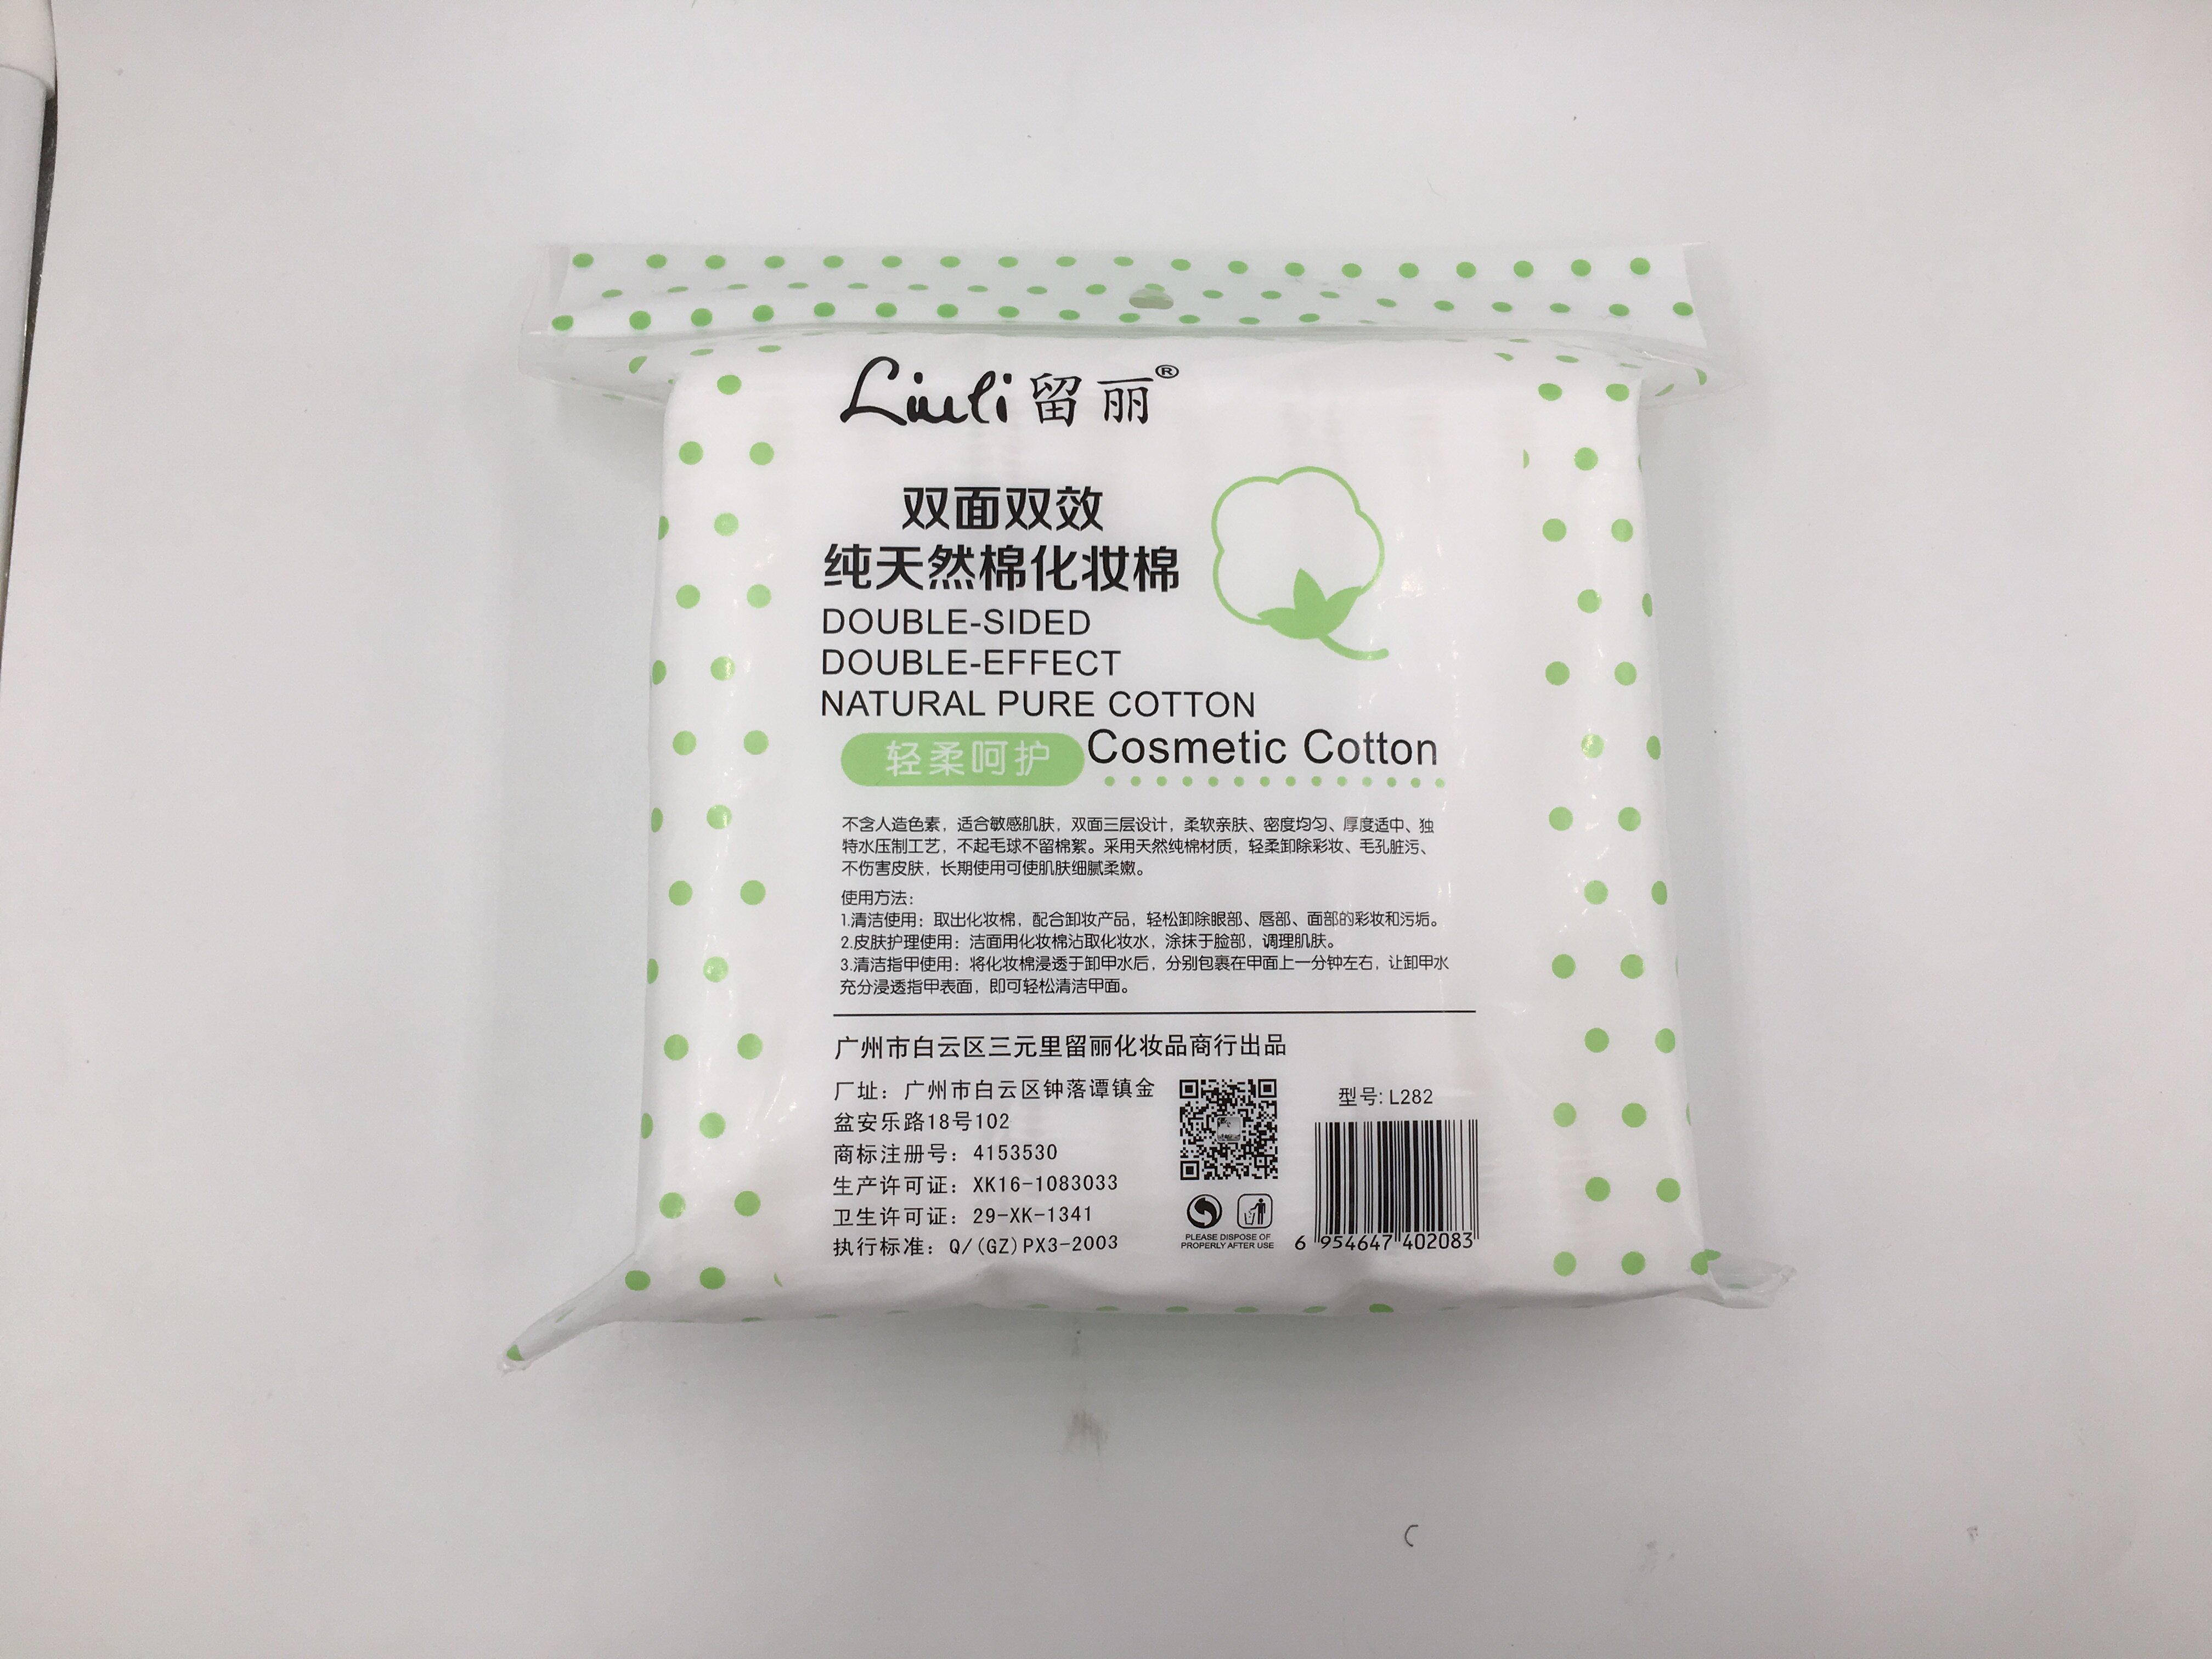 Liuli 留丽®
双面双效
纯天然棉化妆棉
DOUBLE-SIDED
DOUBLE-EFFECT
NATURAL PURE COTTON
轻柔呵护 Cosmetic Cotton
不含人造色素，适合敏感肌肤，双面三层设计，柔软亲肤、密度均匀、厚度适中、独
特水压制工艺，不起毛球不留棉絮。采用天然纯棉材质，轻柔卸除彩妆、毛孔脏污、
不伤害皮肤，长期使用可使肌肤细腻柔嫩。
使用方法：
1.清洁使用：取出化妆棉，配合卸妆产品，轻松卸除眼部、唇部、面部的彩妆和污垢。
2.皮肤护理使用：洁面用化妆棉沾取化妆水，涂抹于脸部，调理肌肤。
3.清洁指甲使用：将化妆棉浸透于卸甲水后，分别包裹在甲面上一分钟左右，让卸甲水
充分浸透指甲表面，即可轻松清洁甲面。
广州市白云区三元里留丽化妆品商行出品
厂址：广州市白云区钟落谭镇金
盆安乐路18号102
商标注册号：4153530
生产许可证：XK16-1083033
卫生许可证：29-XK-1341
执行标准：Q/(GZ)PX3-2003
PLEASE DISPOSE OF
PROPERLY AFTER USE
型号: L282
6 954647 402083